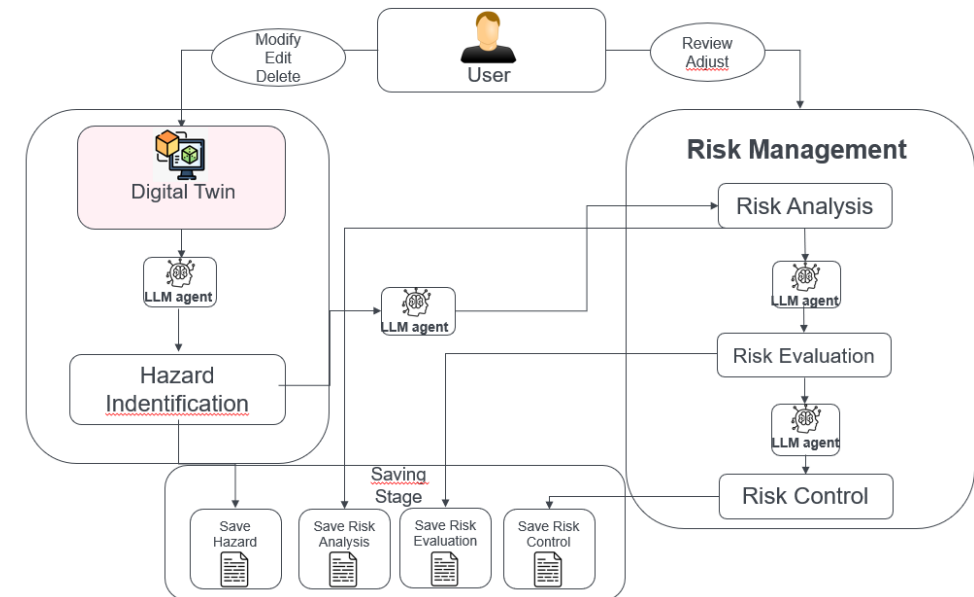 Modify
Edit
Delete
User
Review
Adjust
Digital Twin
LLM agent
Hazard
Indentification
LLM agent
Risk Management
Risk Analysis
LLM agent
Risk Evaluation
LLM agent
Risk Control
Saving
Stage
Save
Hazard
Save Risk
Analysis
Save Risk
Evaluation
Save Risk
Control